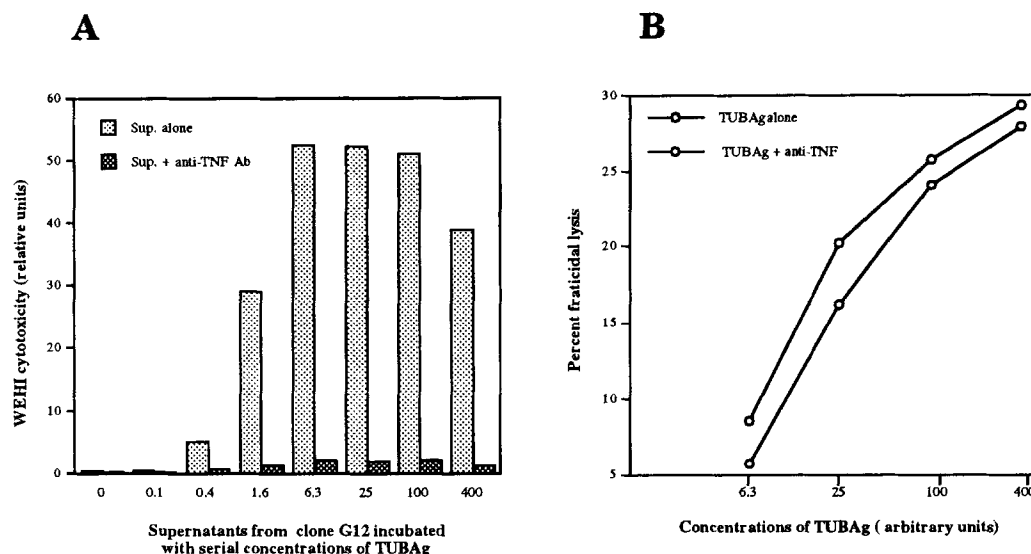 A
60
50
40
30
20
10
0
WEHI cytotoxicity (relative units)
Sup. alone
Sup. + anti-TNF Ab
0 0.1 0.4 1.6 6.3 25 100 400
Supernatants from clone G12 incubated
with serial concentrations of TUBAg
B
30
25
20
15
10
5
Percent fraticidal lysis
TUBAg alone
TUBAg + anti-TNF
6.3 25 100 400
Concentrations of TUBAg ( arbitrary units)